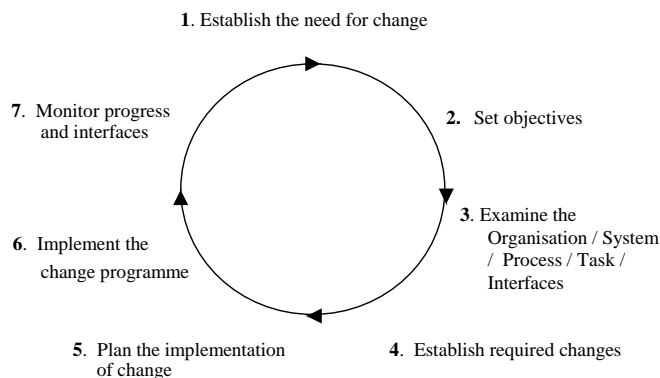 1. Establish the need for change
2. Set objectives
3. Examine the
Organisation / System
/ Process / Task /
Interfaces
4. Establish required changes
5. Plan the implementation
of change
6. Implement the
change programme
7. Monitor progress
and interfaces